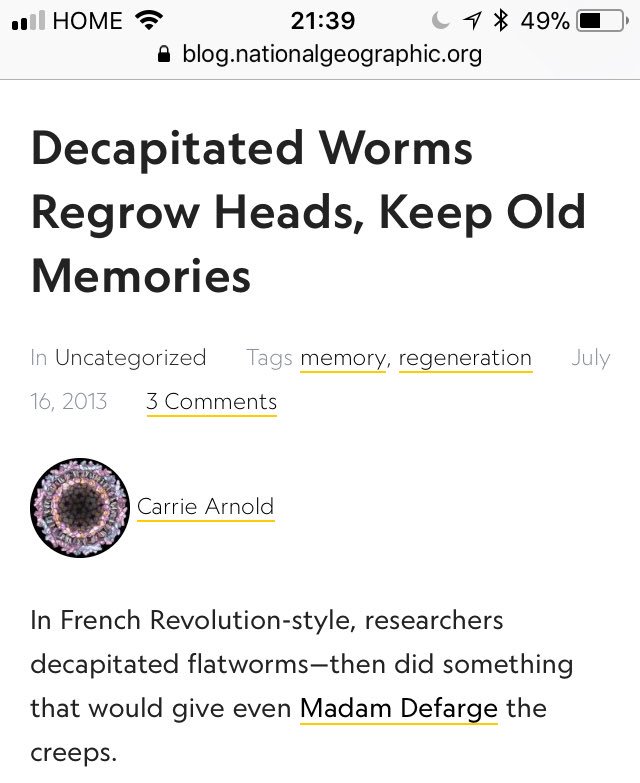 HOME 21:39 49%
blog.nationalgeographic.org
Decapitated Worms
Regrow Heads, Keep Old
Memories
In Uncategorized Tags memory, regeneration July
16, 2013 3 Comments
Carrie Arnold
In French Revolution-style, researchers
decapitated flatworms—then did something
that would give even Madam Defarge the
creeps.